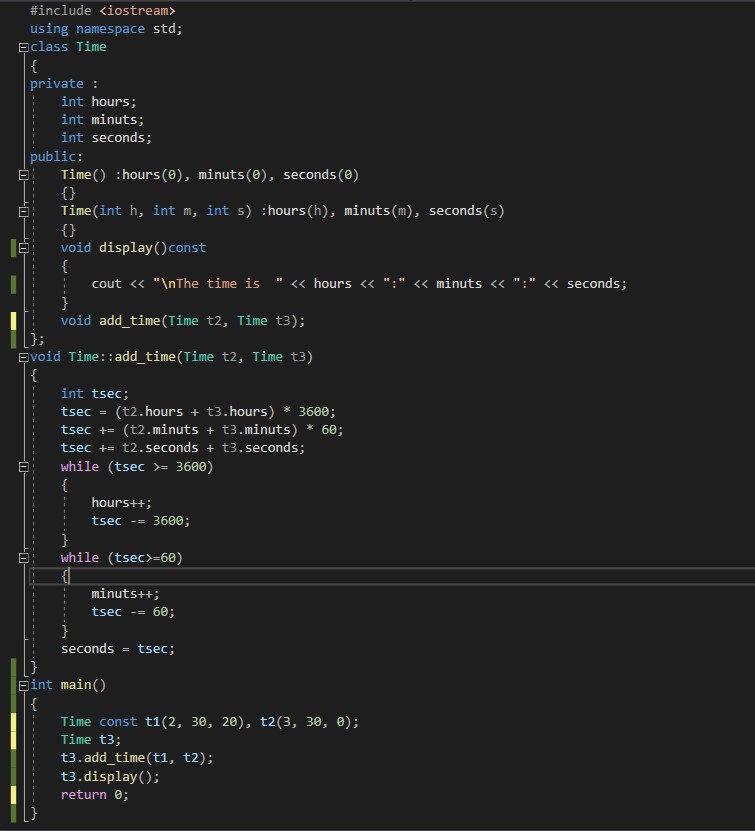 #include <iostream>
using namespace std;
class Time
{
private :
int hours;
int minuts;
int seconds;
public:
Time() :hours(0), minuts(0), seconds(0)
{}
Time(int h, int m, int s) :hours(h), minuts(m), seconds(s)
{}
void display()const
{
cout << "\nThe time is  " << hours << ":" << minuts << ":" << seconds;
}
void add_time(Time t2, Time t3);
};
void Time::add_time(Time t2, Time t3)
{
int tsec;
tsec = (t2.hours + t3.hours) * 3600;
tsec += (t2.minuts + t3.minuts) * 60;
tsec += t2.seconds + t3.seconds;
while (tsec >= 3600)
{
hours++;
tsec -= 3600;
}
while (tsec>=60)
{
minuts++;
tsec -= 60;
}
seconds = tsec;
}
int main()
{
Time const t1(2, 30, 20), t2(3, 30, 0);
Time t3;
t3.add_time(t1, t2);
t3.display();
return 0;
}